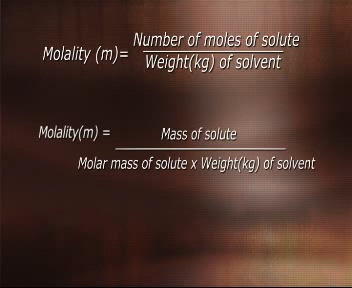 Number of moles of solute
Molality (m)=
Weight(kg) of solvent
Molality(m) = Mass of solute
Molar mass of solute x Weight(kg) of solvent